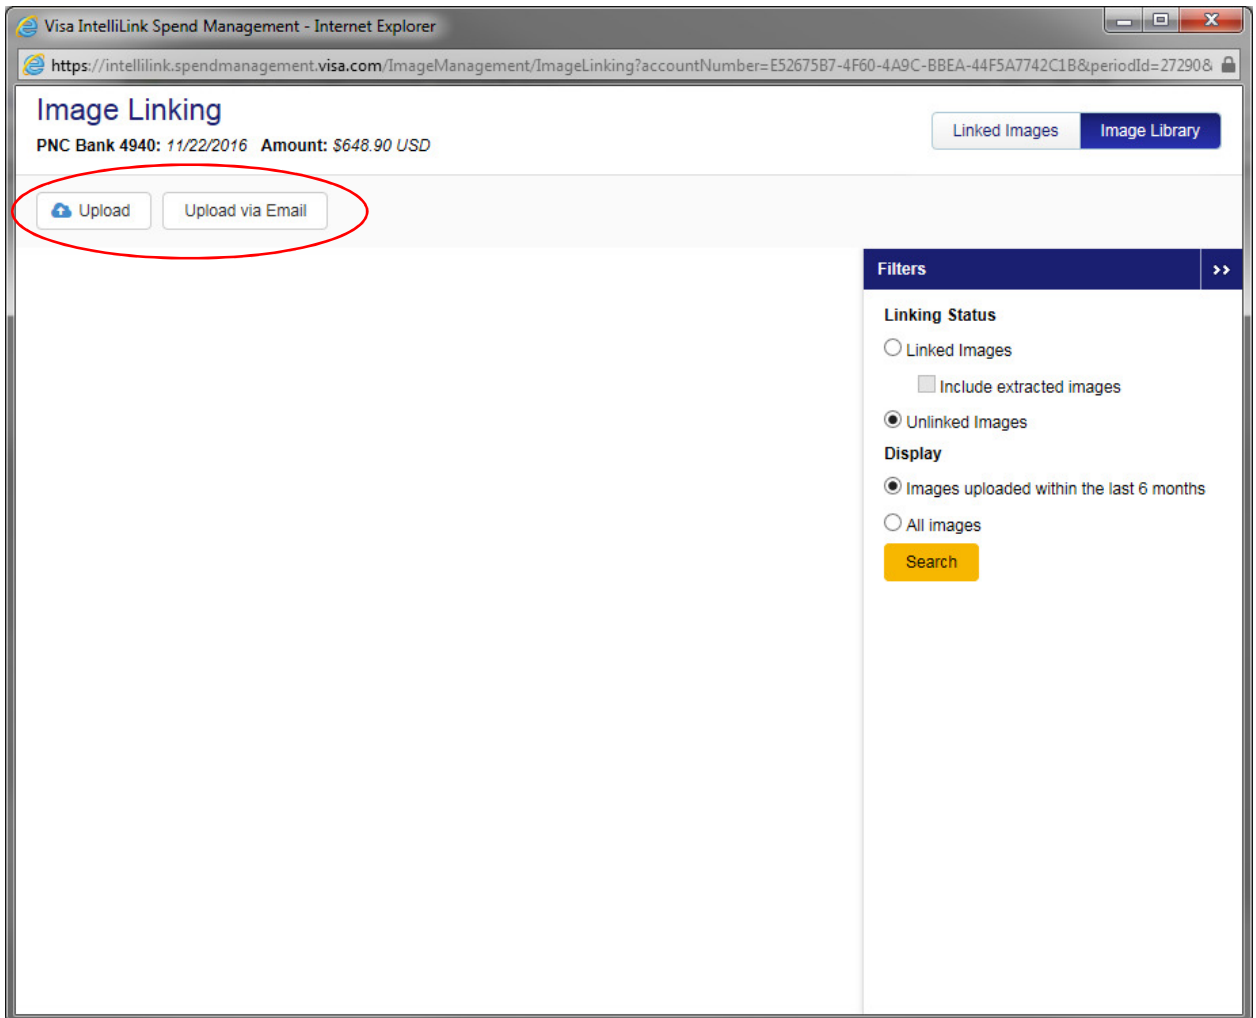 Visa IntelliLink Spend Management - Internet Explorer
https://intellilink.spendmanagement.visa.com/ImageManagement/ImageLinking?accountNumber=E52675B7-4F60-4A9C-BBEA-44F5A7742C1B&periodId=27290&
Image Linking
PNC Bank 4940: 11/22/2016 Amount: $648.90 USD
Linked Images Image Library
Upload Upload via Email
Filters >>
Linking Status
Linked Images
Include extracted images
Unlinked Images
Display
Images uploaded within the last 6 months
All images
Search